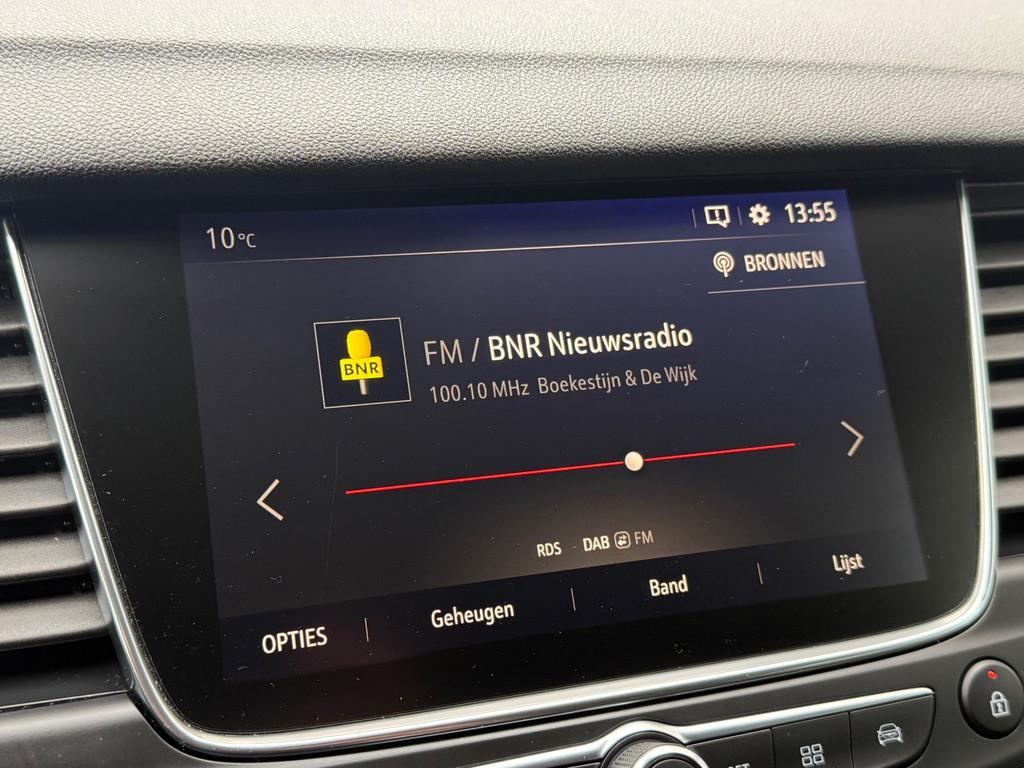 10°C
13:55
BRONNEN
BNR
FM / BNR Nieuwsradio
100.10 MHz Boekestijn & De Wijk
RDS - DAB FM
OPTIES | Geheugen | Band | Lijst